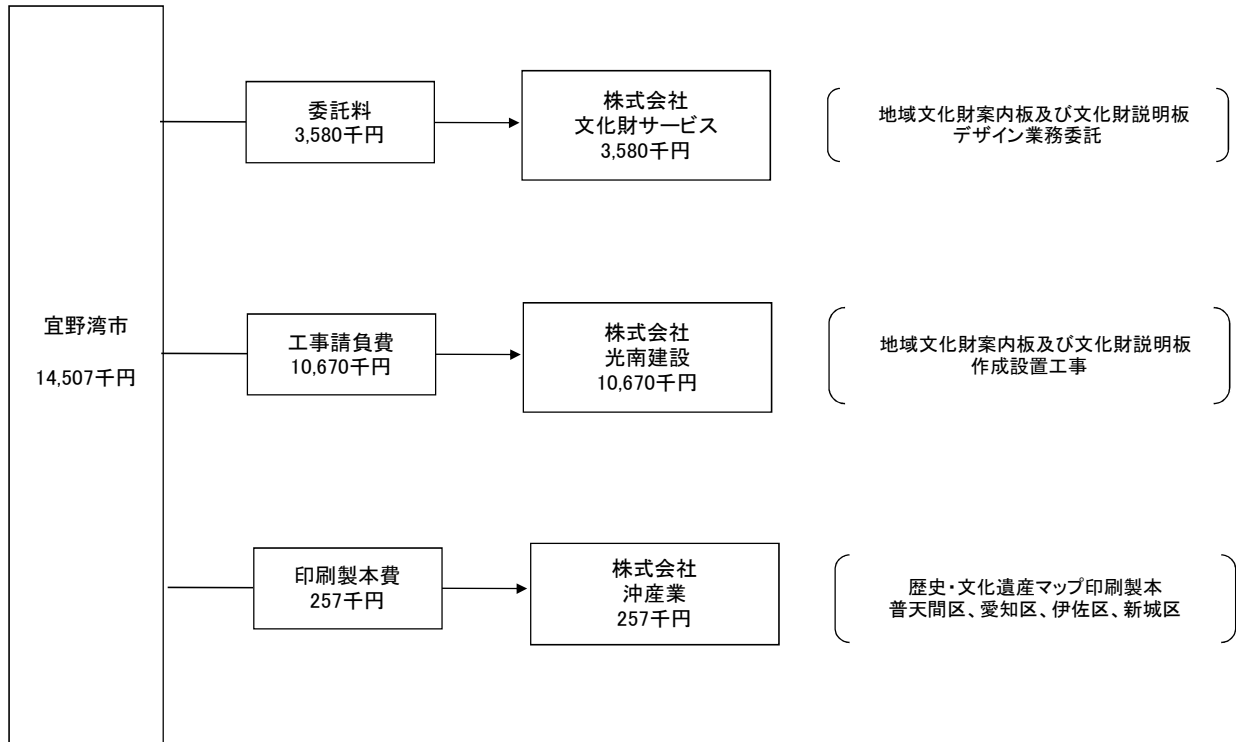 宜野湾市
14,507千円
委託料
3,580千円
株式会社
文化財サービス
3,580千円
地域文化財案内板及び文化財説明板
デザイン業務委託
工事請負費
10,670千円
株式会社
光南建設
10,670千円
地域文化財案内板及び文化財説明板
作成設置工事
印刷製本費
257千円
株式会社
沖産業
257千円
歴史・文化遺産マップ印刷製本
普天間区、愛知区、伊佐区、新城区